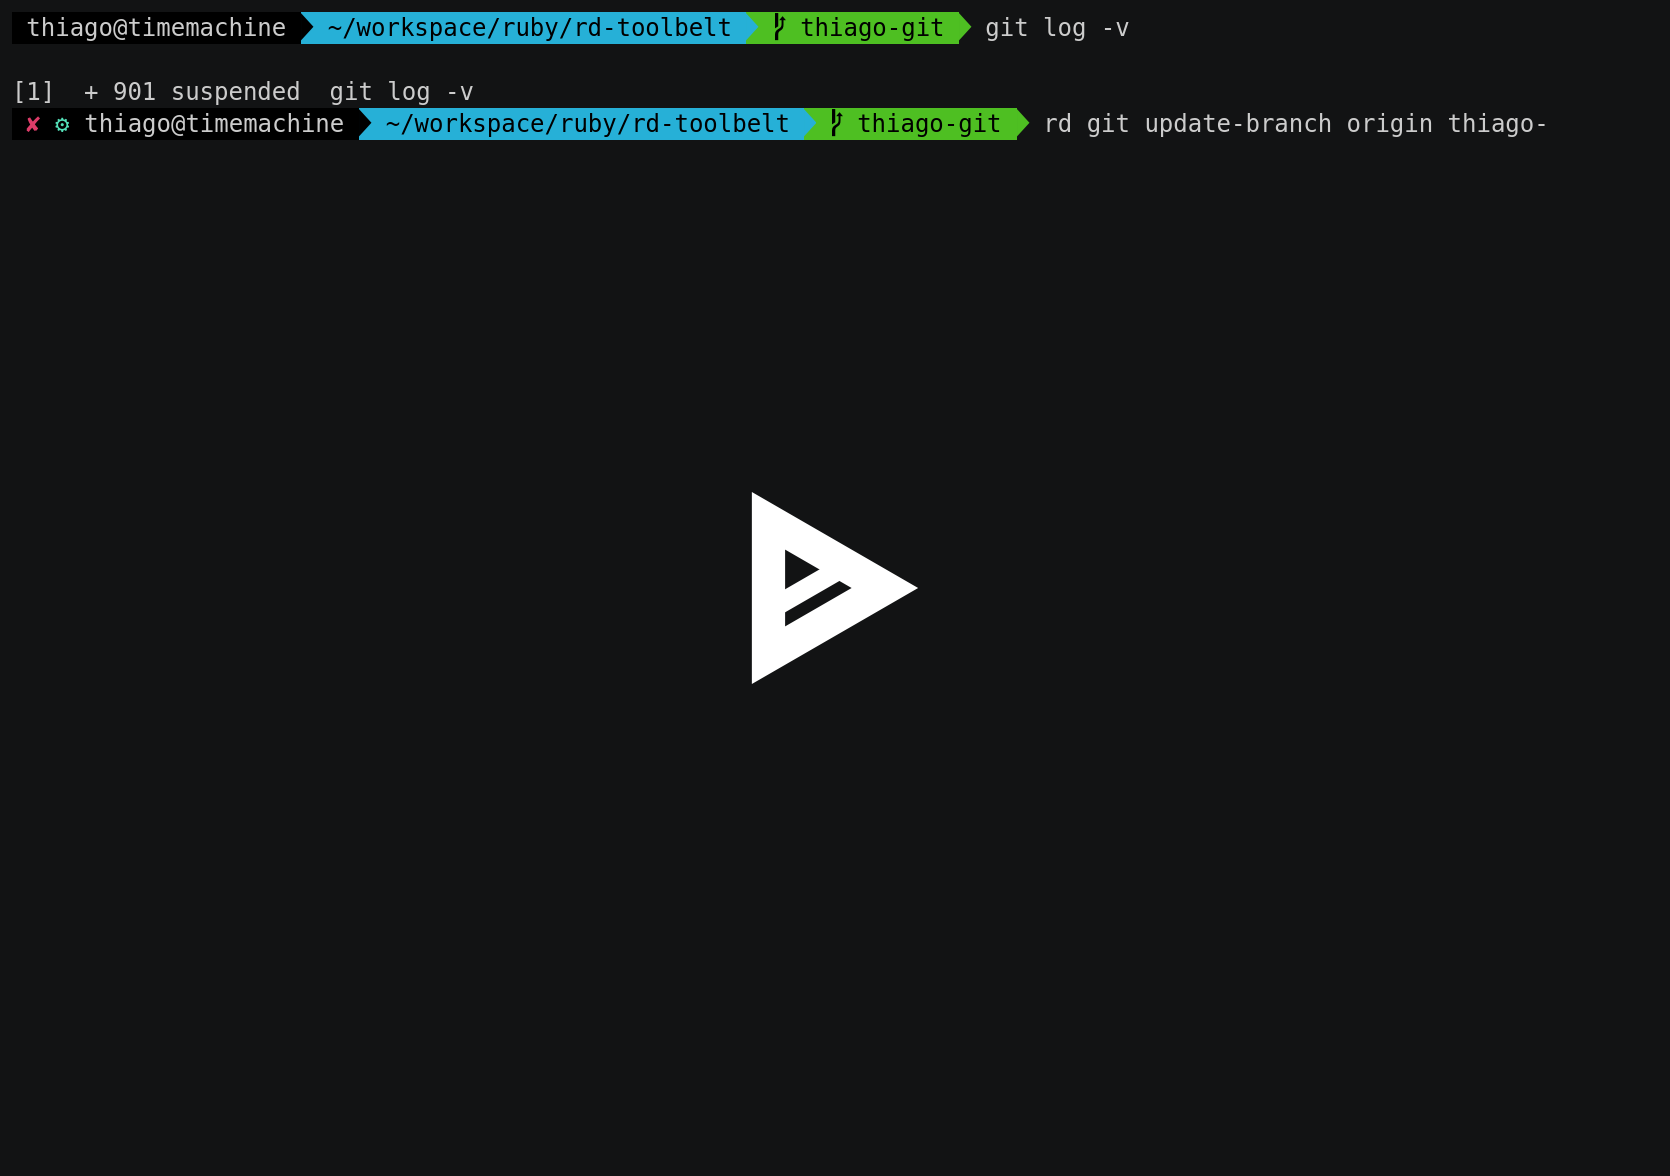 thiago@timemachine ~/workspace/ruby/rd-toolbelt thiago-git git log -v
[1]  + 901 suspended  git log -v
✘ ⚙ thiago@timemachine ~/workspace/ruby/rd-toolbelt thiago-git rd git update-branch origin thiago-